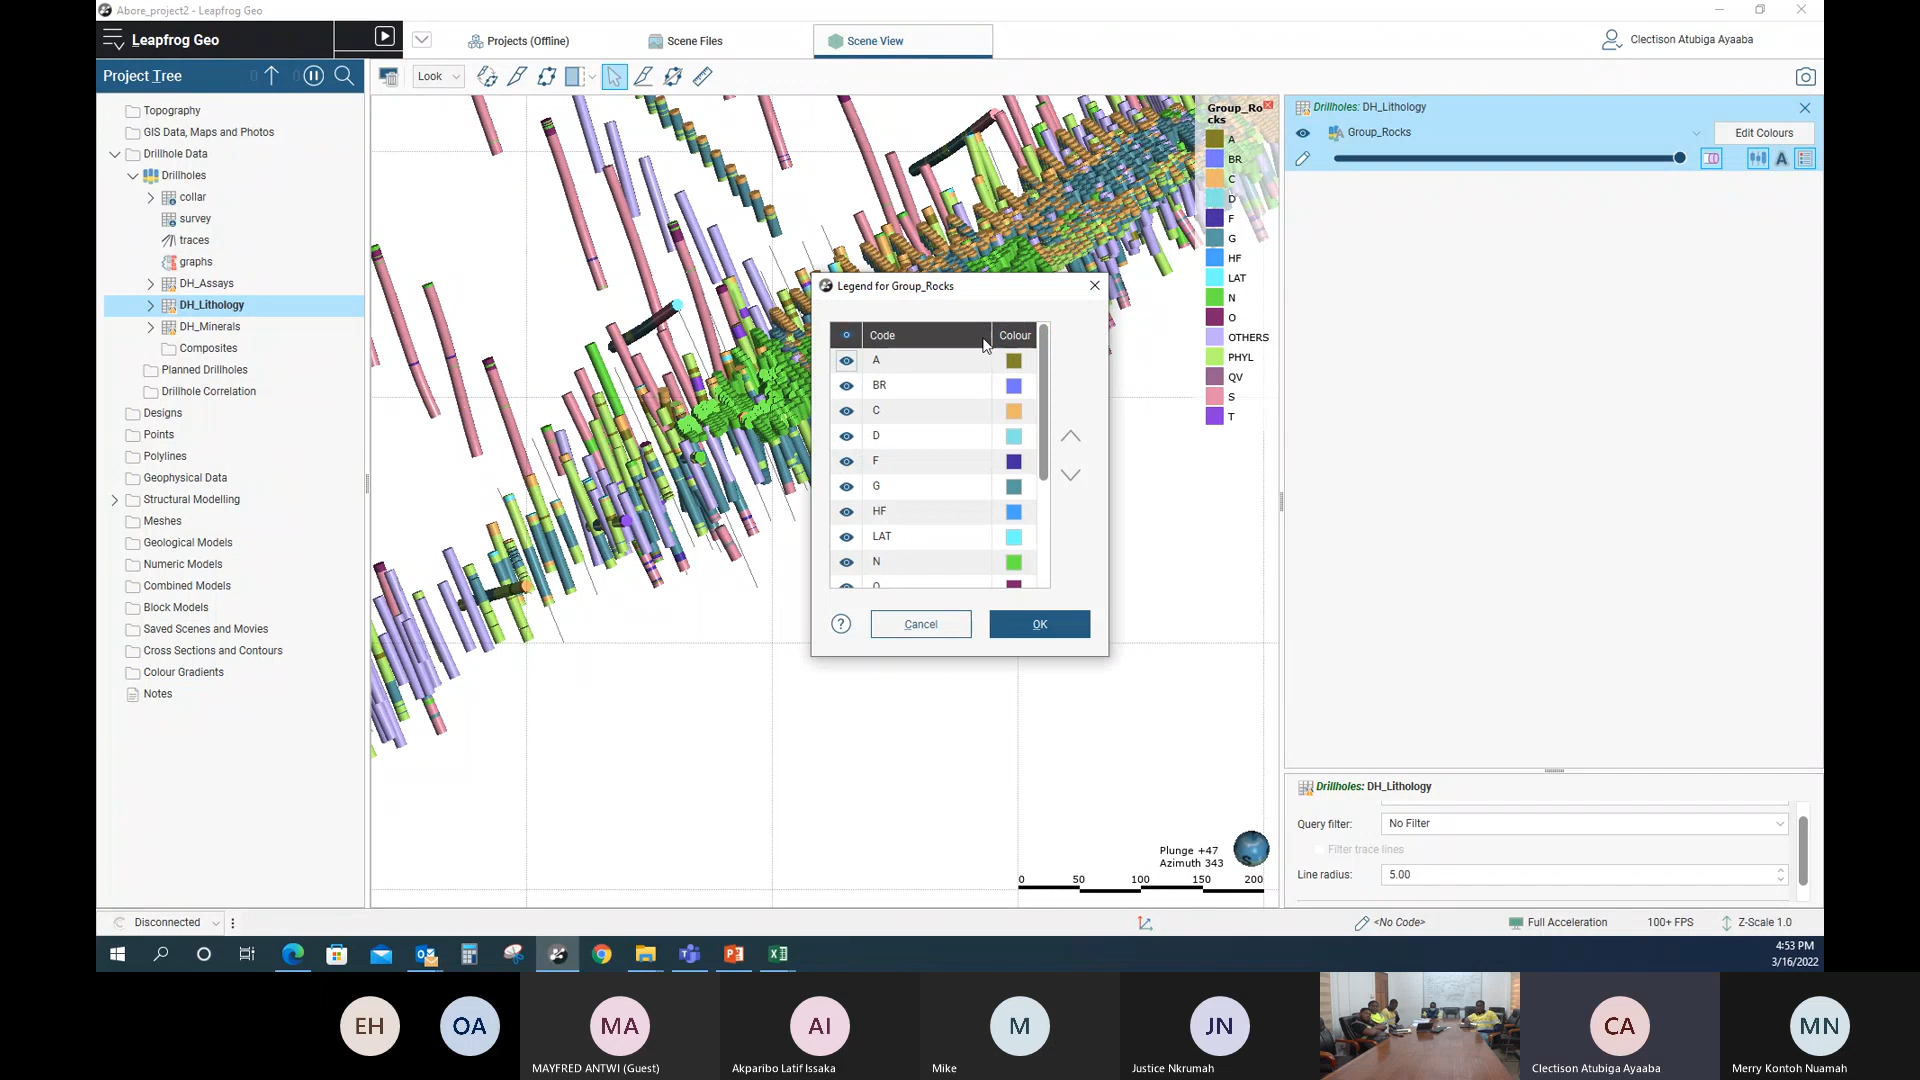 Abore_project2 - Leapfrog Geo
Leapfrog Geo
Projects (Offline)
Scene Files
Scene View
Clectison Atubiga Ayaaba
Project Tree
0
Look
Topography
GIS Data, Maps and Photos
Drillhole Data
Drillholes
collar
survey
traces
graphs
DH_Assays
DH_Lithology
DH_Minerals
Composites
Planned Drillholes
Drillhole Correlation
Designs
Points
Polylines
Geophysical Data
Structural Modelling
Meshes
Geological Models
Numeric Models
Combined Models
Block Models
Saved Scenes and Movies
Cross Sections and Contours
Colour Gradients
Notes
Group_Ro
cks
A
BR
C
D
F
G
HF
LAT
N
O
OTHERS
PHYL
QV
S
T
Legend for Group_Rocks
Code
Colour
A
BR
C
D
F
G
HF
LAT
N
O
?
Cancel
OK
Plunge +47
Azimuth 343
0 50 100 150 200
Drillholes: DH_Lithology
Group_Rocks
Edit Colours
A
Drillholes: DH_Lithology
Query filter:
No Filter
Filter trace lines
Line radius:
5.00
Disconnected
<No Code>
Full Acceleration
100+ FPS
Z-Scale 1.0
4:53 PM
3/16/2022
EH
OA
MA
MAYFRED ANTWI (Guest)
AI
Akparibo Latif Issaka
M
Mike
JN
Justice Nkrumah
CA
Clectison Atubiga Ayaaba
MN
Merry Kontoh Nuamah